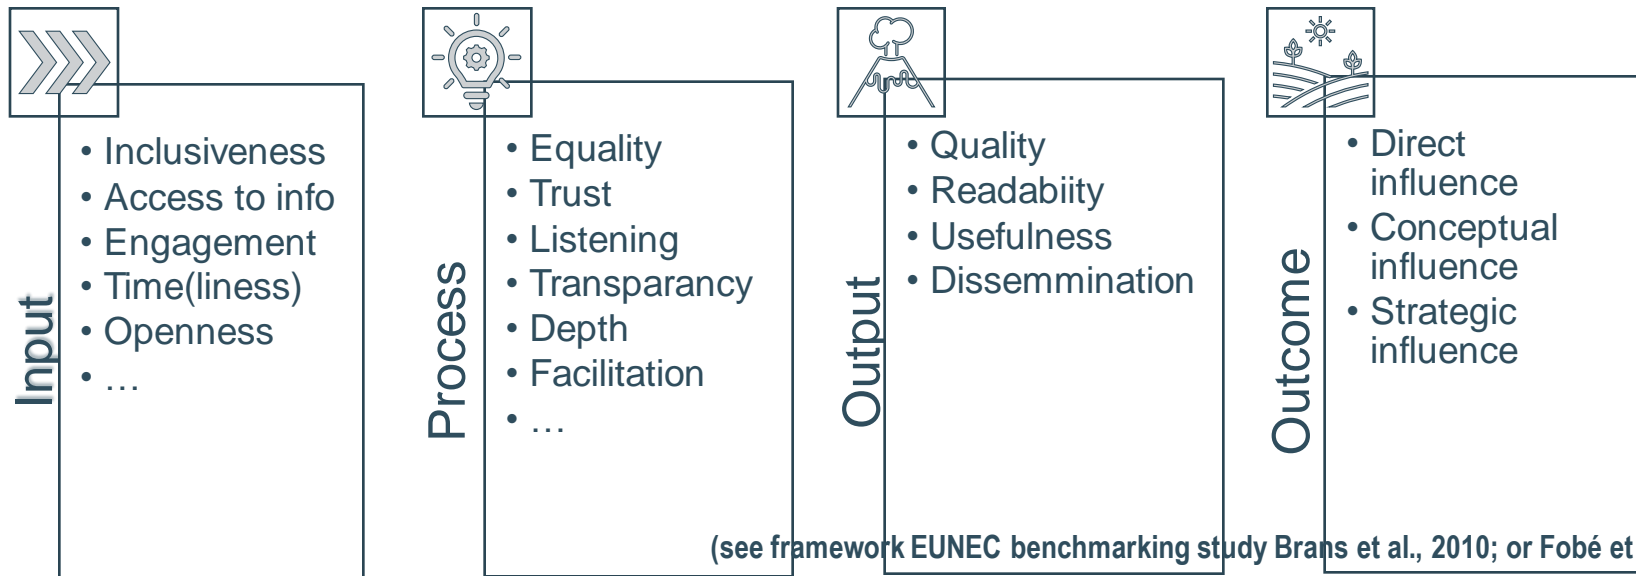 Input
• Inclusiveness
• Access to info
• Engagement
• Time(liness)
• Openness
• …
Process
• Equality
• Trust
• Listening
• Transparancy
• Depth
• Facilitation
• …
Output
• Quality
• Readabiity
• Usefulness
• Dissemmination
Outcome
• Direct
influence
• Conceptual
influence
• Strategic
influence
(see framework EUNEC benchmarking study Brans et al., 2010; or Fobé et